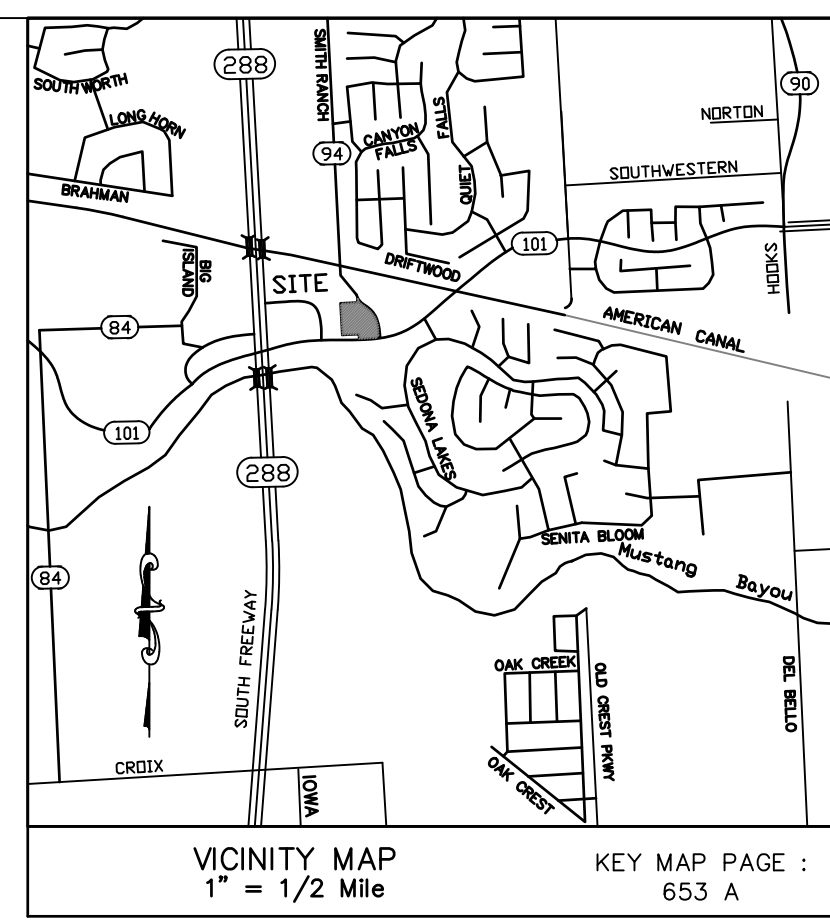 288
SMITH RANCH
90
SOUTHWORTH
LONG HORN
FALLS
NORTON
CANYON
FALLS
94
SOUTHWESTERN
QUIET
BRAHMAN
101
BIG
ISLAND
SITE
DRIFTWOOD
HOOKS
84
AMERICAN CANAL
101
SEDONA LAKES
288
SENITA BLOOM
Mustang Bayou
84
SOUTH FREEWAY
OAK CREEK
OLD CREST PKWY
DEL BELLO
CROIX
IOWA
OAK CREST
VICINITY MAP
1" = 1/2 Mile
KEY MAP PAGE :
653 A